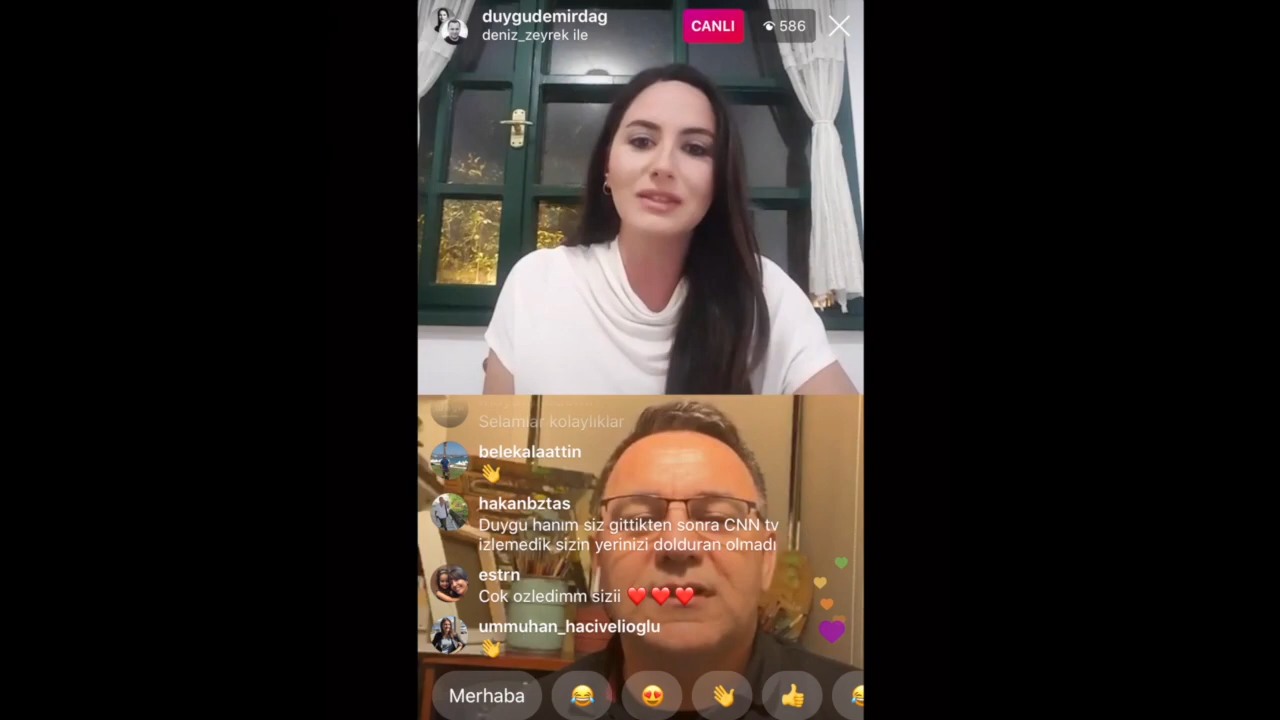 duygudemirdag
deniz_zeyrek ile
CANLI
586
Selamlar kolaylıklar
belekalaattin
👋
hakanbztas
Duygu hanım siz gittikten sonra CNN tv
izlemedik sizin yerinizi dolduran olmadı
estrn
Cok ozledimm sizii ❤️❤️❤️
ummuhan_hacivelioglu
👋
Merhaba